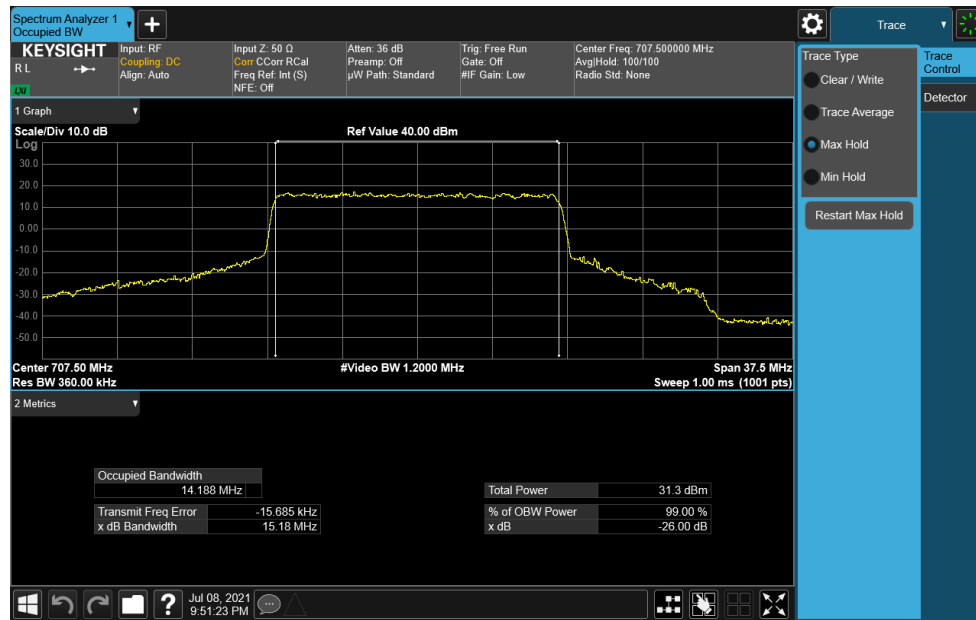 Spectrum Analyzer 1
Occupied BW
Trace
KEYSIGHT
R L
LXI
Input: RF
Coupling: DC
Align: Auto
Input Z: 50 Ω
Corr CCorr RCal
Freq Ref: Int (S)
NFE: Off
Atten: 36 dB
Preamp: Off
µW Path: Standard
Trig: Free Run
Gate: Off
#IF Gain: Low
Center Freq: 707.500000 MHz
Avg|Hold: 100/100
Radio Std: None
Trace Type
Clear / Write
Trace Average
Max Hold
Min Hold
Restart Max Hold
Trace
Control
Detector
1 Graph
Scale/Div 10.0 dB
Ref Value 40.00 dBm
Log
30.0
20.0
10.0
0.00
-10.0
-20.0
-30.0
-40.0
-50.0
Center 707.50 MHz
#Video BW 1.2000 MHz
Span 37.5 MHz
Res BW 360.00 kHz
Sweep 1.00 ms (1001 pts)
2 Metrics
Occupied Bandwidth
14.188 MHz
Total Power 31.3 dBm
Transmit Freq Error -15.685 kHz
% of OBW Power 99.00 %
x dB Bandwidth 15.18 MHz
x dB -26.00 dB
?
Jul 08, 2021
9:51:23 PM